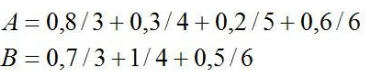 A = 0,8 / 3 + 0,3 / 4 + 0,2 / 5 + 0,6 / 6
B = 0,7 / 3 + 1 / 4 + 0,5 / 6